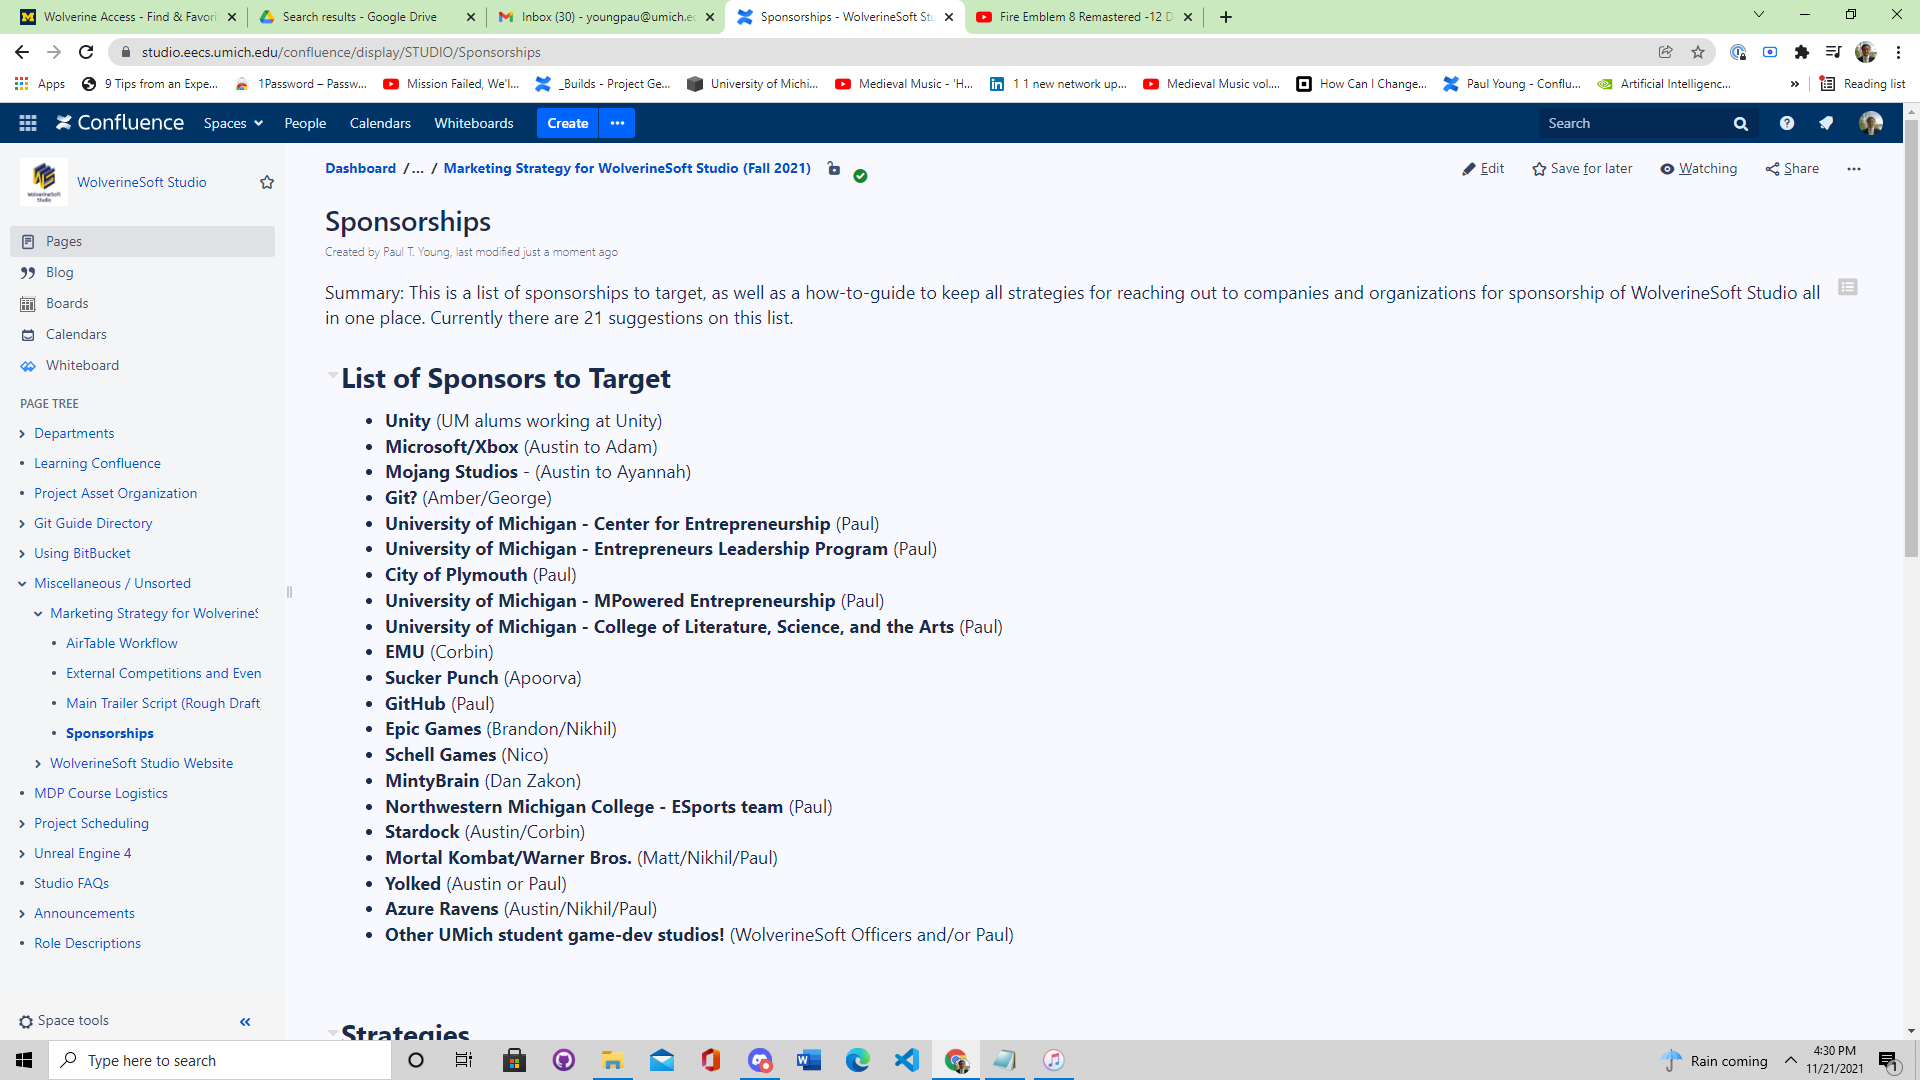 Wolverine Access - Find & Favori
Search results - Google Drive
Inbox (30) - youngpau@umich.ed
Sponsorships - WolverineSoft Stu
Fire Emblem 8 Remastered -12 D
studio.eecs.umich.edu/confluence/display/STUDIO/Sponsorships
Apps
9 Tips from an Expe...
1Password – Passw...
Mission Failed, We'l...
_Builds - Project Ge...
University of Michi...
Medieval Music - 'H...
1 1 new network up...
Medieval Music vol....
How Can I Change...
Paul Young - Conflu...
Artificial Intelligenc...
»
Reading list
Confluence
Spaces
People
Calendars
Whiteboards
Create
Search
WolverineSoft Studio
WolverineSoft Studio
Pages
Blog
Boards
Calendars
Whiteboard
PAGE TREE
Departments
Learning Confluence
Project Asset Organization
Git Guide Directory
Using BitBucket
Miscellaneous / Unsorted
Marketing Strategy for WolverineS
AirTable Workflow
External Competitions and Even
Main Trailer Script (Rough Draft)
Sponsorships
WolverineSoft Studio Website
MDP Course Logistics
Project Scheduling
Unreal Engine 4
Studio FAQs
Announcements
Role Descriptions
Space tools
Dashboard /... / Marketing Strategy for WolverineSoft Studio (Fall 2021)
Edit
Save for later
Watching
Share
Sponsorships
Created by Paul T. Young, last modified just a moment ago
Summary: This is a list of sponsorships to target, as well as a how-to-guide to keep all strategies for reaching out to companies and organizations for sponsorship of WolverineSoft Studio all
in one place. Currently there are 21 suggestions on this list.
List of Sponsors to Target
• Unity (UM alums working at Unity)
• Microsoft/Xbox (Austin to Adam)
• Mojang Studios - (Austin to Ayannah)
• Git? (Amber/George)
• University of Michigan - Center for Entrepreneurship (Paul)
• University of Michigan - Entrepreneurs Leadership Program (Paul)
• City of Plymouth (Paul)
• University of Michigan - MPowered Entrepreneurship (Paul)
• University of Michigan - College of Literature, Science, and the Arts (Paul)
• EMU (Corbin)
• Sucker Punch (Apoorva)
• GitHub (Paul)
• Epic Games (Brandon/Nikhil)
• Schell Games (Nico)
• MintyBrain (Dan Zakon)
• Northwestern Michigan College - ESports team (Paul)
• Stardock (Austin/Corbin)
• Mortal Kombat/Warner Bros. (Matt/Nikhil/Paul)
• Yolked (Austin or Paul)
• Azure Ravens (Austin/Nikhil/Paul)
• Other UMich student game-dev studios! (WolverineSoft Officers and/or Paul)
Strategies
Type here to search
Rain coming
4:30 PM
11/21/2021
1